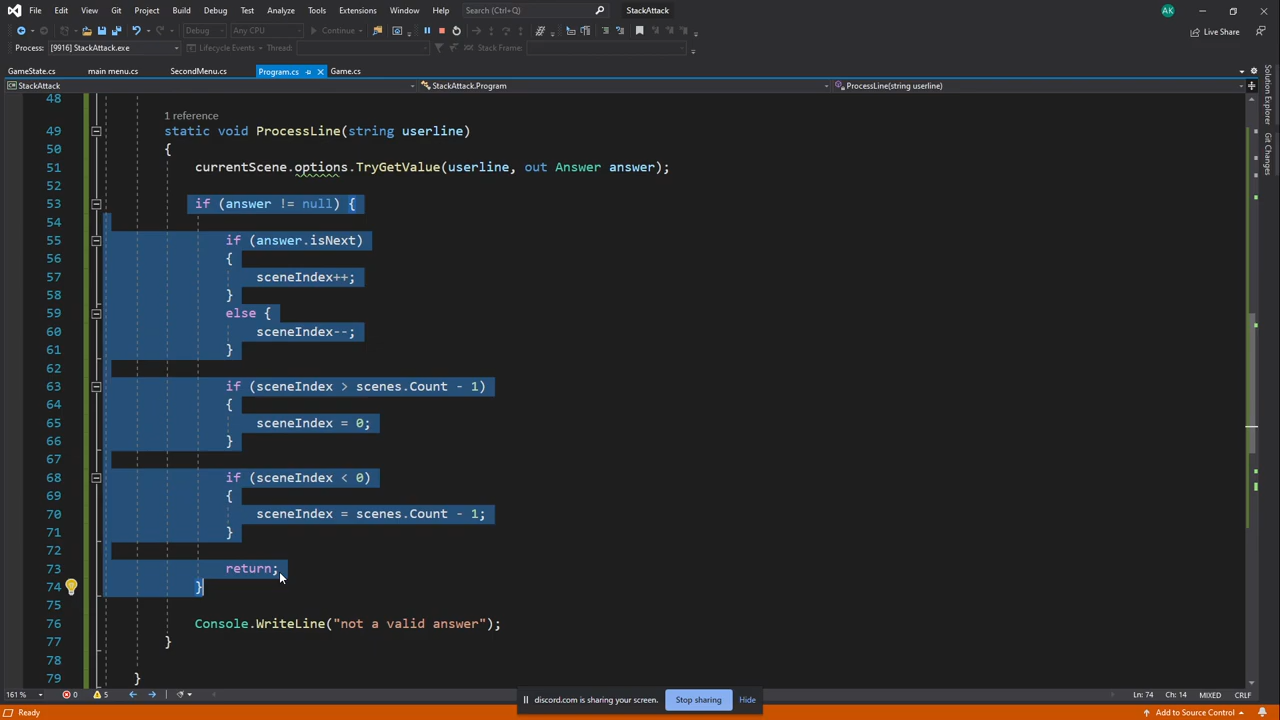 File Edit View Git Project Build Debug Test Analyze Tools Extensions Window Help Search (Ctrl+Q) StackAttack AK
Debug Any CPU Continue Live Share
Process: [9916] StackAttack.exe Lifecycle Events Thread: Stack Frame:
GameState.cs main menu.cs SecondMenu.cs Program.cs Game.cs
StackAttack StackAttack.Program ProcessLine(string userline)
Solution Explorer
Git Changes
48
1 reference
49 static void ProcessLine(string userline)
50 {
51 currentScene.options.TryGetValue(userline, out Answer answer);
52
53 if (answer != null) {
54
55 if (answer.isNext)
56 {
57 sceneIndex++;
58 }
59 else {
60 sceneIndex--;
61 }
62
63 if (sceneIndex > scenes.Count - 1)
64 {
65 sceneIndex = 0;
66 }
67
68 if (sceneIndex < 0)
69 {
70 sceneIndex = scenes.Count - 1;
71 }
72
73 return;
74 }
75
76 Console.WriteLine("not a valid answer");
77 }
78
79 }
161 % 0 5 Ln: 74 Ch: 14 MIXED CRLF
discord.com is sharing your screen. Stop sharing Hide
Ready Add to Source Control